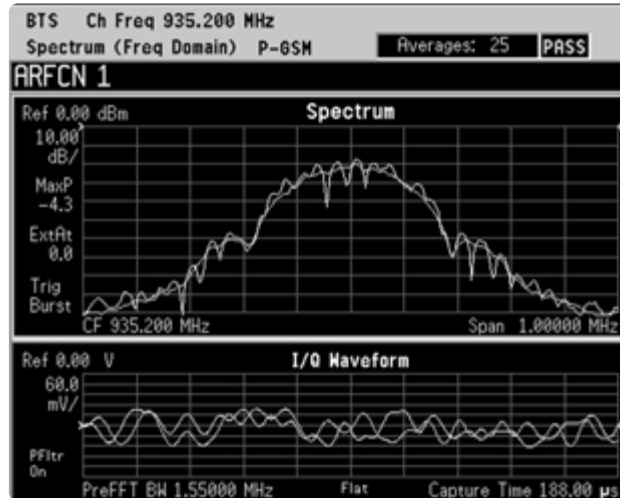 BTS Ch Freq 935.200 MHz
Spectrum (Freq Domain) P-GSM Averages: 25 PASS
ARFCN 1
Ref 0.00 dBm Spectrum
10.00
dB/
MaxP
-4.3
ExtAt
0.0
Trig
Burst
CF 935.200 MHz Span 1.00000 MHz
Ref 0.00 V I/Q Waveform
60.0
mV/
PFltr
On
PreFFT BW 1.55000 MHz Flat Capture Time 188.00 µs